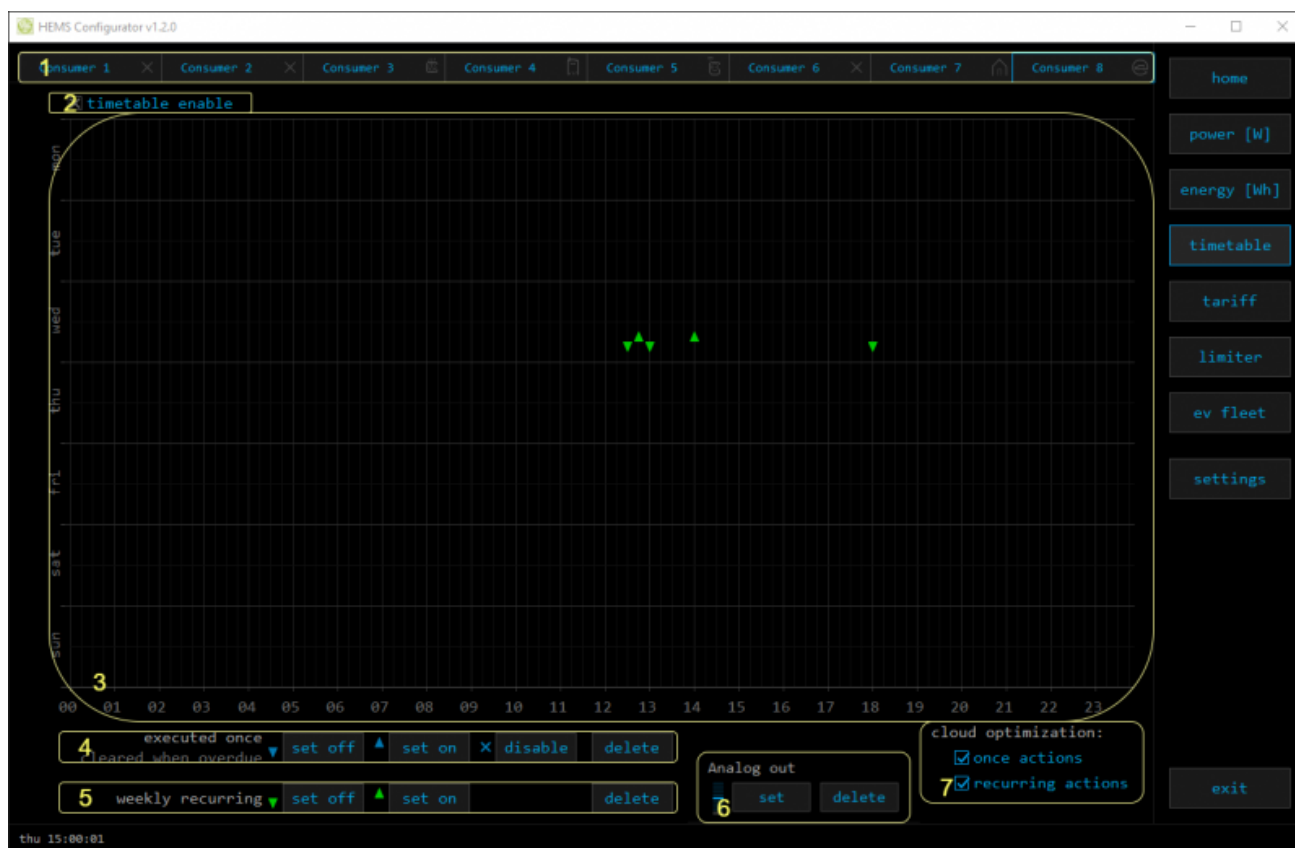 HEMS Configurator v1.2.0
1 Consumer 1 Consumer 2 Consumer 3 Consumer 4 Consumer 5 Consumer 6 Consumer 7 Consumer 8
home
2 timetable enable
power [W]
energy [Wh]
timetable
tariff
limiter
ev fleet
settings
mon
tue
wed
thu
fri
sat
sun
3
00 01 02 03 04 05 06 07 08 09 10 11 12 13 14 15 16 17 18 19 20 21 22 23
4 executed once
cleared when overdue set off set on disable delete
5 weekly recurring set off set on delete
Analog out
6 set delete
cloud optimization:
once actions
7 recurring actions
exit
thu 15:00:01